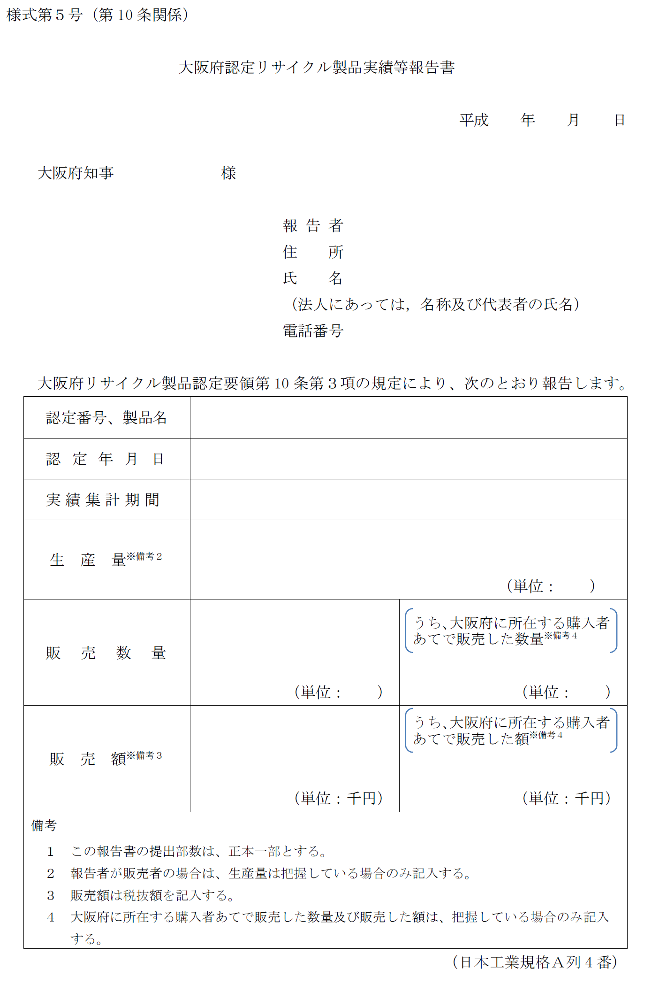 様式第５号（第 10 条関係）
大阪府認定リサイクル製品実績等報告書
平成　　年　　月　　日
大阪府知事　　　　　　　様
報 告 者
住　　所
氏　　名
（法人にあっては，名称及び代表者の氏名）
電話番号
大阪府リサイクル製品認定要領第 10 条第３項の規定により、次のとおり報告します。
認定番号、製品名
認 定 年 月 日
実 績 集 計 期 間
生　産　量※備考２
（単位：　　）
販　売　数　量
（単位：　　）
うち、大阪府に所在する購入者
あてで販売した数量※備考４
（単位：　　）
販　売　額※備考３
（単位：千円）
うち、大阪府に所在する購入者
あてで販売した額※備考４
（単位：千円）
備考
１　この報告書の提出部数は、正本一部とする。
２　報告者が販売者の場合は、生産量は把握している場合のみ記入する。
３　販売額は税抜額を記入する。
４　大阪府に所在する購入者あてで販売した数量及び販売した額は、把握している場合のみ記入
する。
（日本工業規格Ａ列 4 番）